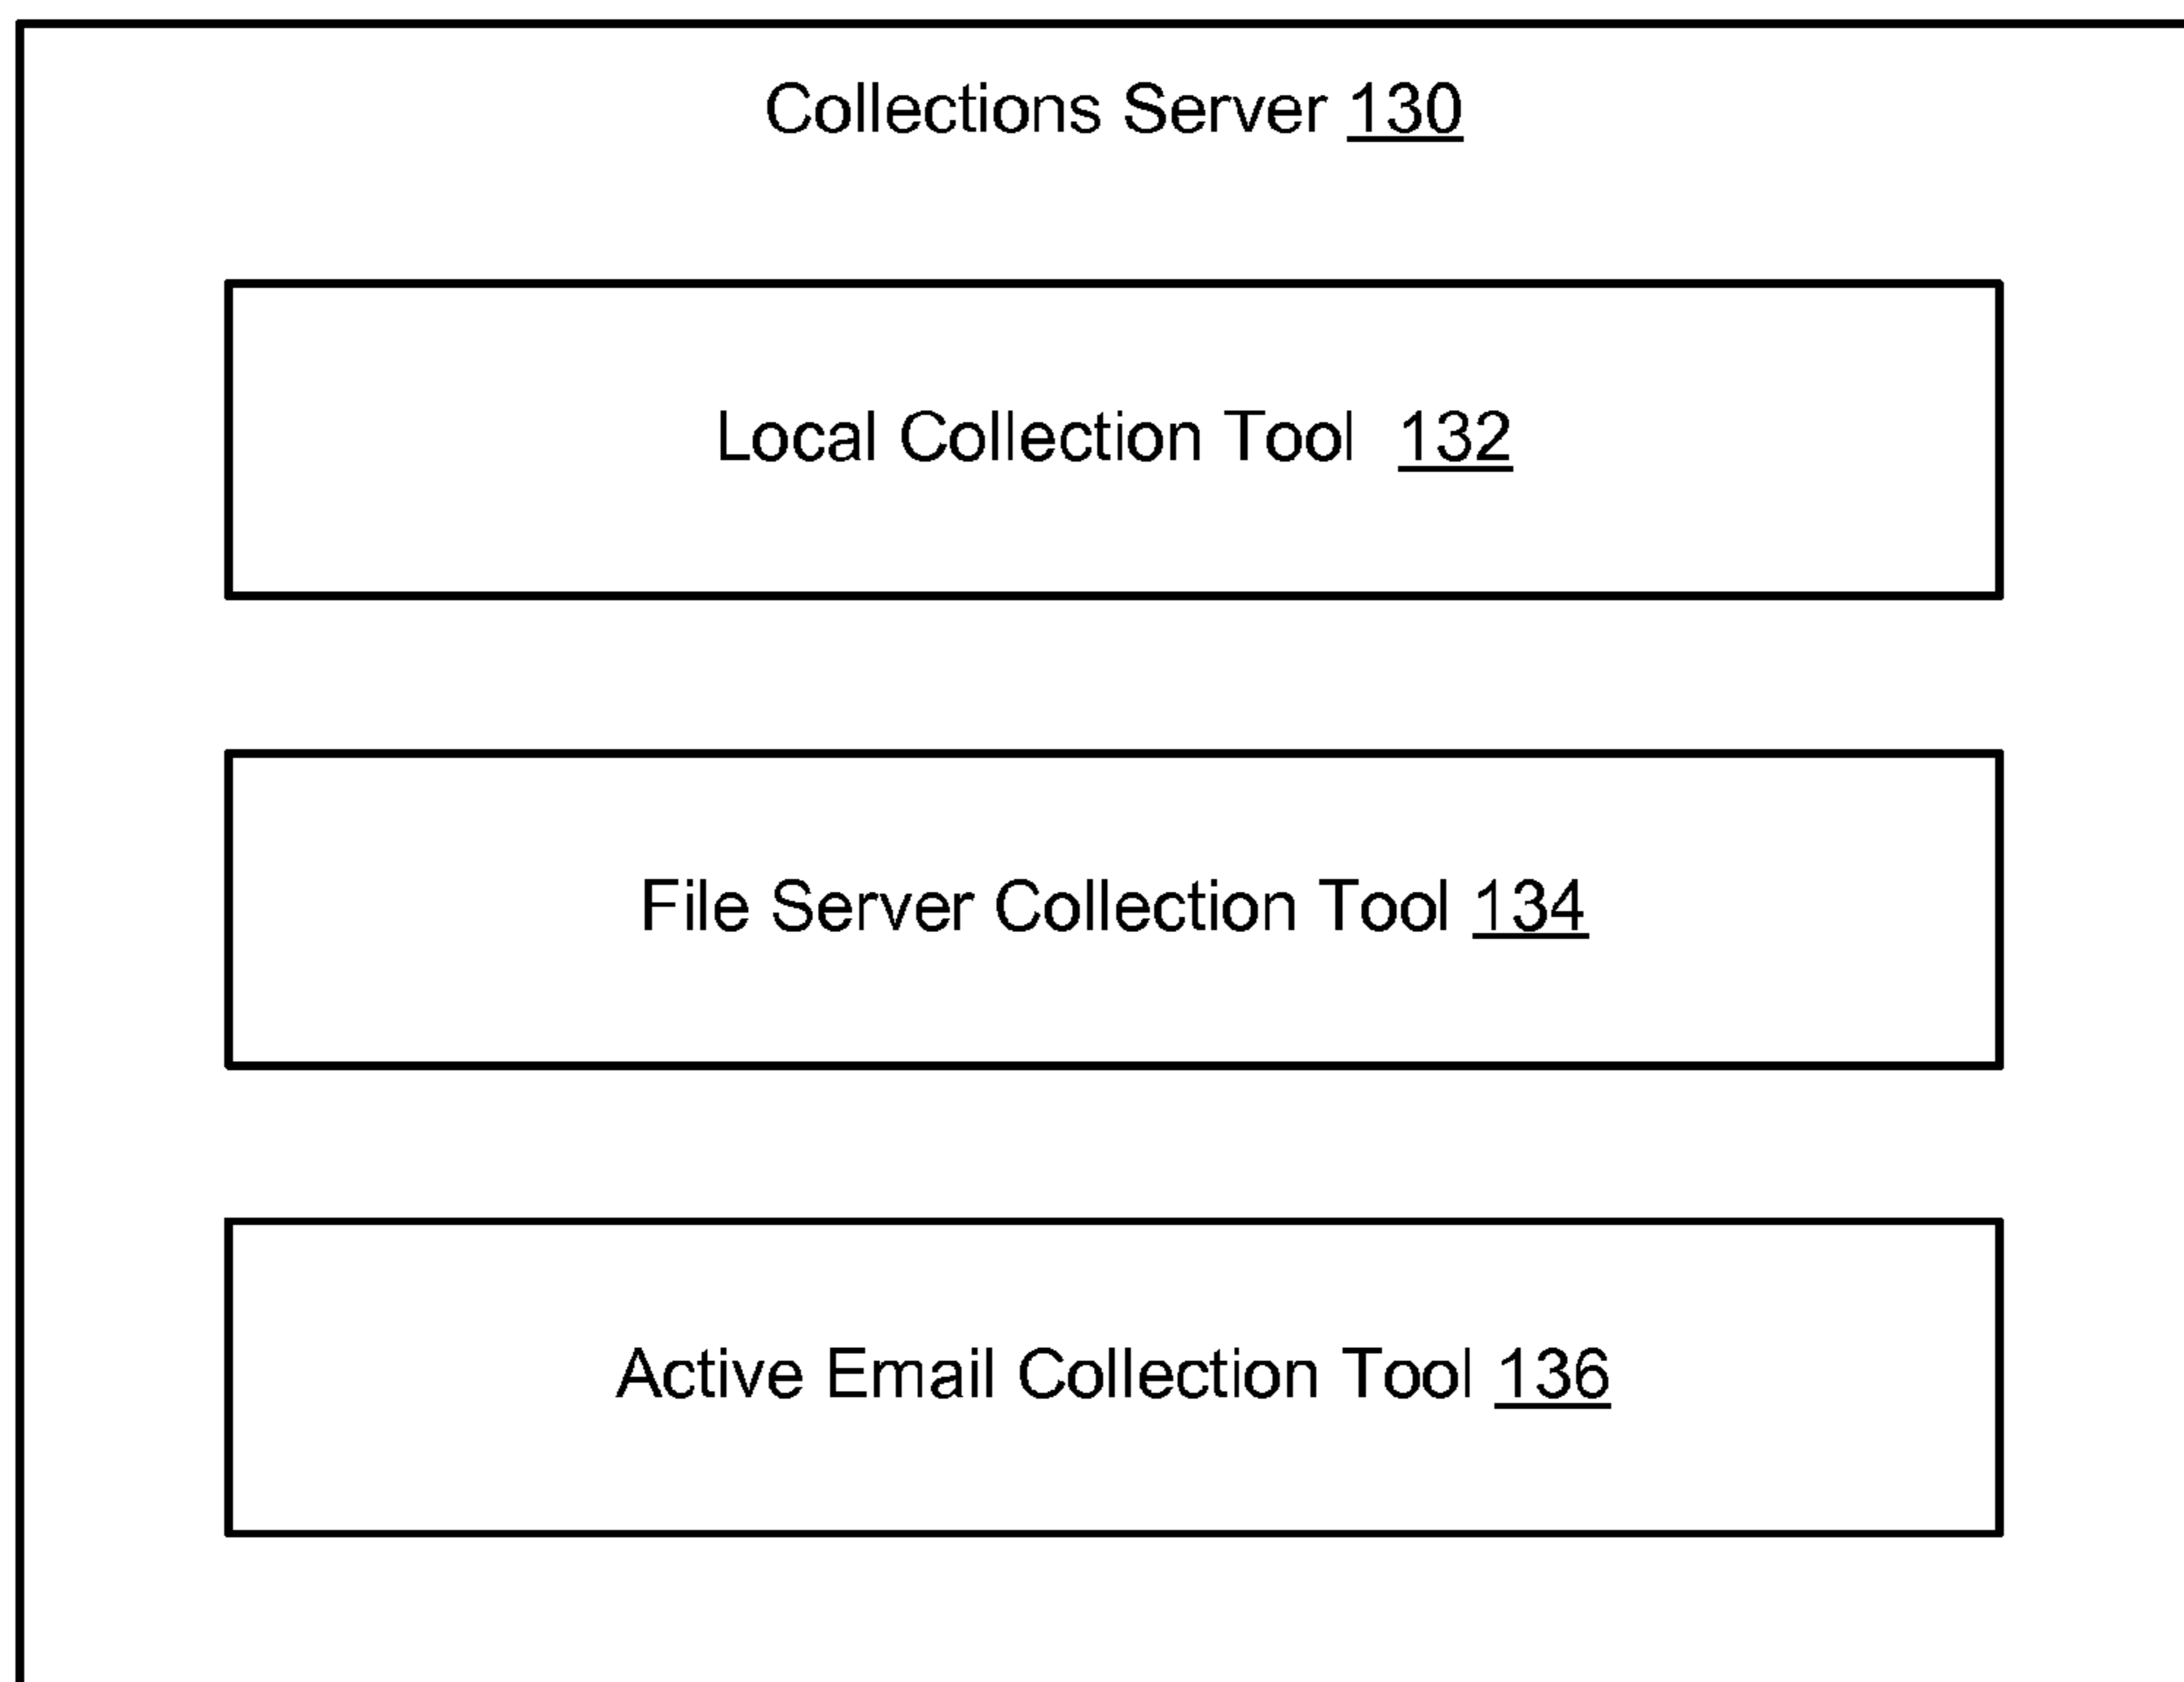 Collections Server 130
Local Collection Tool 132
File Server Collection Tool 134
Active Email Collection Tool 136